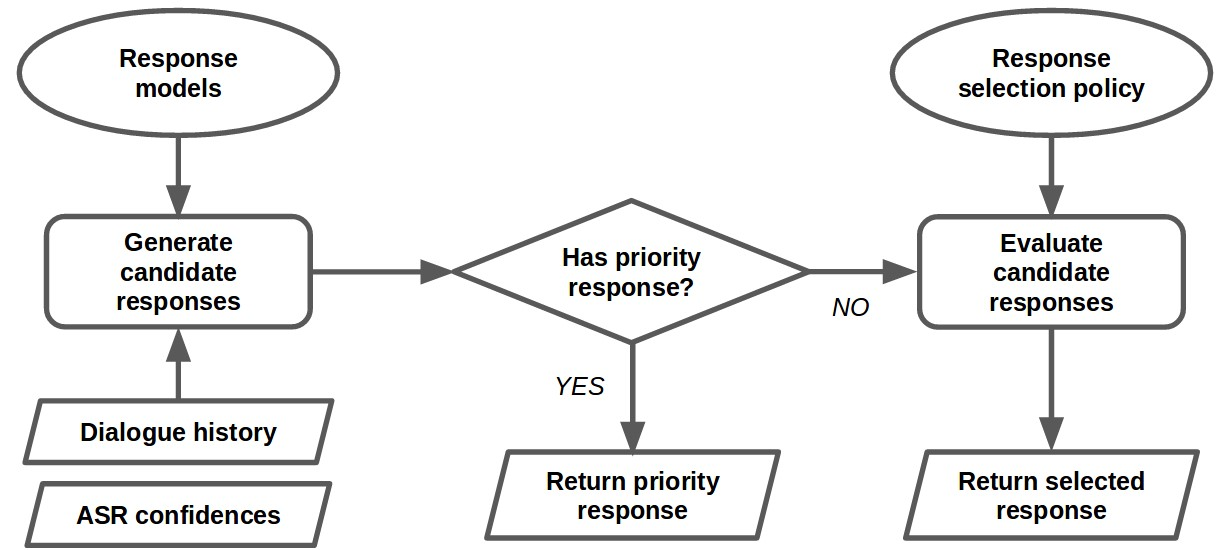 Response
models
Response
selection policy
Generate
candidate
responses
Has priority
response?
NO
Evaluate
candidate
responses
YES
Dialogue history
ASR confidences
Return priority
response
Return selected
response